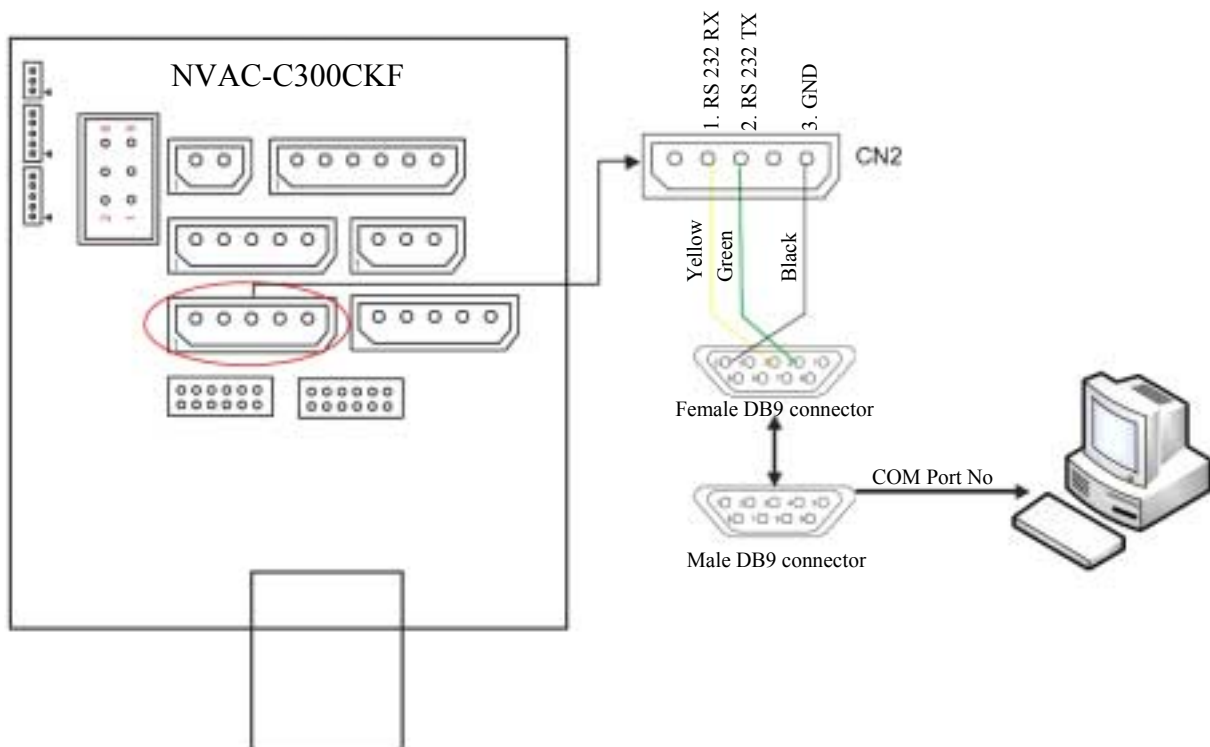 NVAC-C300CKF
1. RS 232 RX
2. RS 232 TX
3. GND
CN2
Yellow
Green
Black
Female DB9 connector
COM Port No
Male DB9 connector